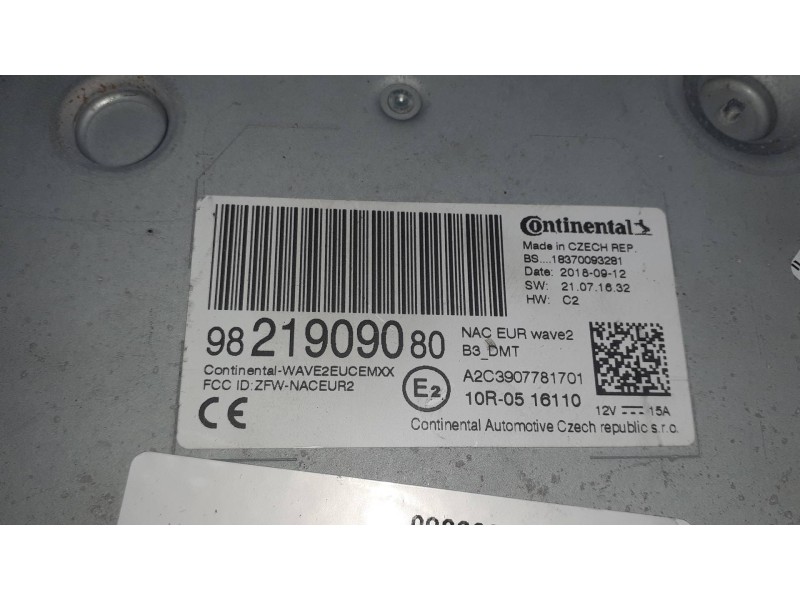 Continental
Made in CZECH REP.
BS....18370093281
Date: 2018-09-12
SW: 21.07.16.32
HW: C2
98 219090 80
NAC EUR wave2
B3_DMT
Continental-WAVE2EUCEMXX
FCC ID:ZFW-NACEUR2
CE
E2
A2C3907781701
10R-05 16110
12V 15A
Continental Automotive Czech republic s.r.o.